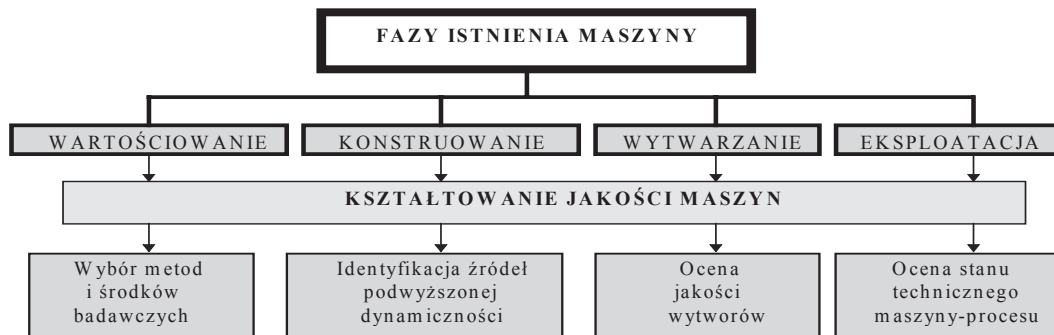 FAZY ISTNIENIA MASZYNY
WARTOŚCIOWANIE
KONSTRUOWANIE
WYTWARZANIE
EKSPLOATACJA
KSZTAŁTOWANIE JAKOŚCI MASZYN
Wybór metod
i środków
badawczych
Identyfikacja źródeł
podwyższonej
dynamiczności
Ocena
jakości
wytworów
Ocena stanu
technicznego
maszyny-procesu